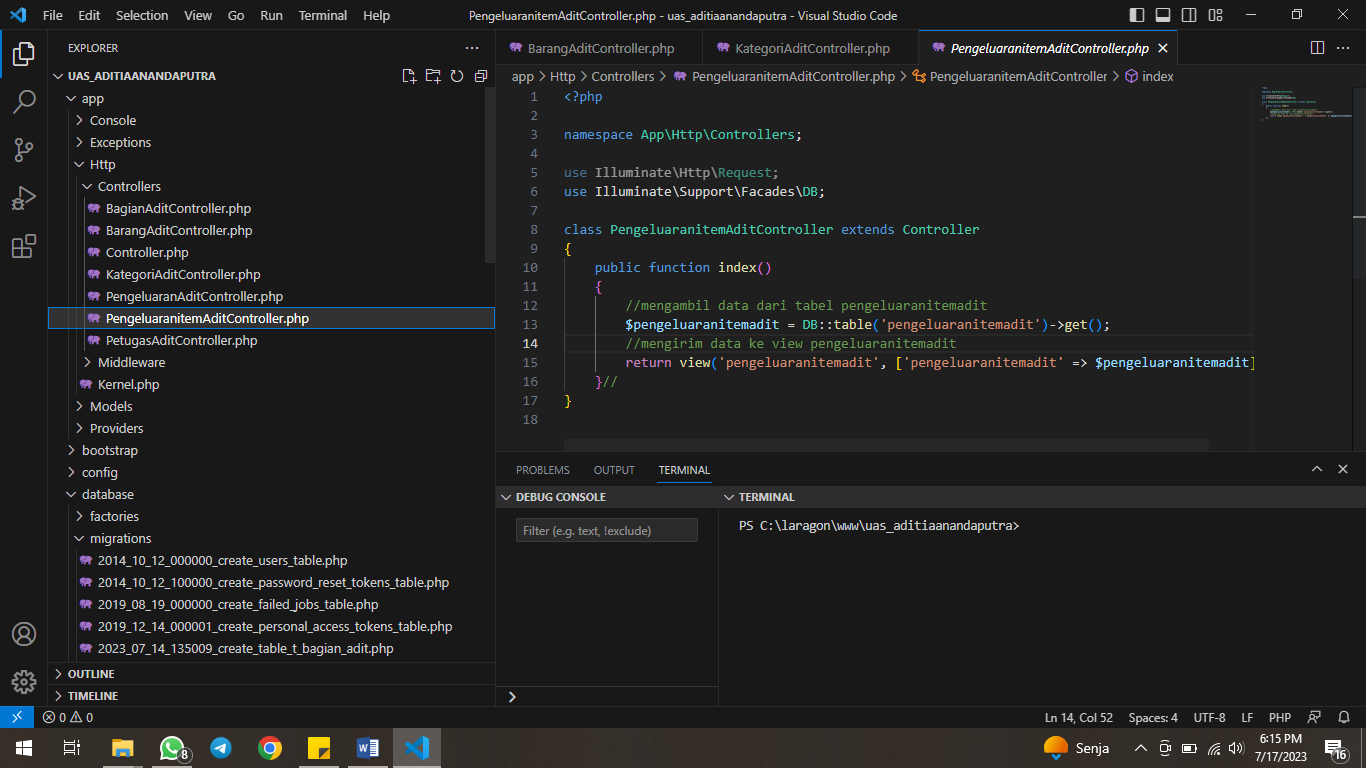 File Edit Selection View Go Run Terminal Help PengeluaranitemAditController.php - uas_aditiaanandaputra - Visual Studio Code
EXPLORER
UAS_ADITIAANANDAPUTRA
app
Console
Exceptions
Http
Controllers
BagianAditController.php
BarangAditController.php
Controller.php
KategoriAditController.php
PengeluaranAditController.php
PengeluaranitemAditController.php
PetugasAditController.php
Middleware
Kernel.php
Models
Providers
bootstrap
config
database
factories
migrations
2014_10_12_000000_create_users_table.php
2014_10_12_100000_create_password_reset_tokens_table.php
2019_08_19_000000_create_failed_jobs_table.php
2019_12_14_000001_create_personal_access_tokens_table.php
2023_07_14_135009_create_table_t_bagian_adit.php
OUTLINE
TIMELINE
BarangAditController.php KategoriAditController.php PengeluaranitemAditController.php
app > Http > Controllers > PengeluaranitemAditController.php > PengeluaranitemAditController > index
1 <?php
2
3 namespace App\Http\Controllers;
4
5 use Illuminate\Http\Request;
6 use Illuminate\Support\Facades\DB;
7
8 class PengeluaranitemAditController extends Controller
9 {
10 public function index()
11 {
12 //mengambil data dari tabel pengeluaranitemadit
13 $pengeluaranitemadit = DB::table('pengeluaranitemadit')->get();
14 //mengirim data ke view pengeluaranitemadit
15 return view('pengeluaranitemadit', ['pengeluaranitemadit' => $pengeluaranitemadit]
16 }//
17 }
18
PROBLEMS OUTPUT TERMINAL
DEBUG CONSOLE
Filter (e.g. text, !exclude)
TERMINAL
PS C:\laragon\www\uas_aditiaanandaputra>
0 0 Ln 14, Col 52 Spaces: 4 UTF-8 LF PHP
8 Senja 6:15 PM
7/17/2023 16